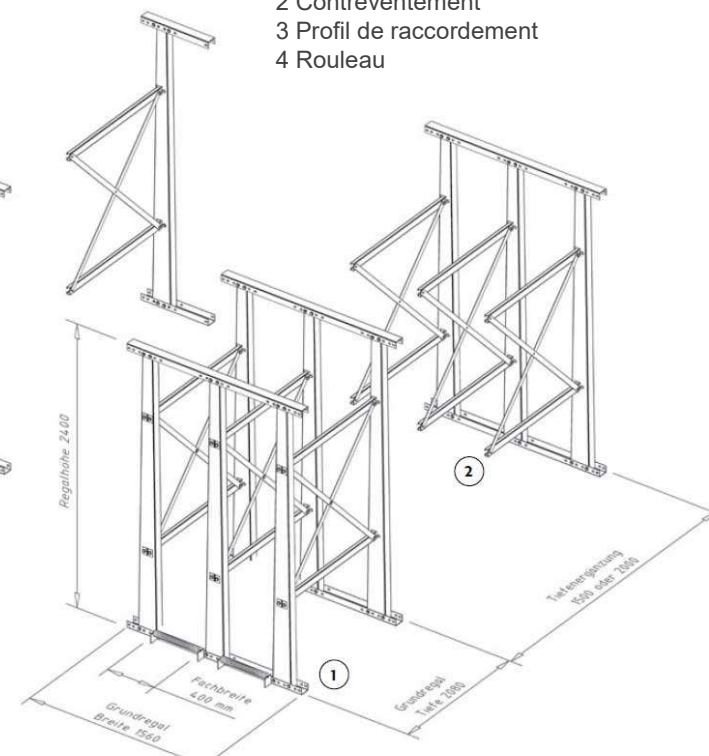 2 Contreventement
3 Profil de raccordement
4 Rouleau
Regalhöhe 2400
2
Tiefenergänzung
1500 oder 2000
1
Fachbreite
400 mm
Grundregal
Breite 1560
Grundregal
Tiefe 2080